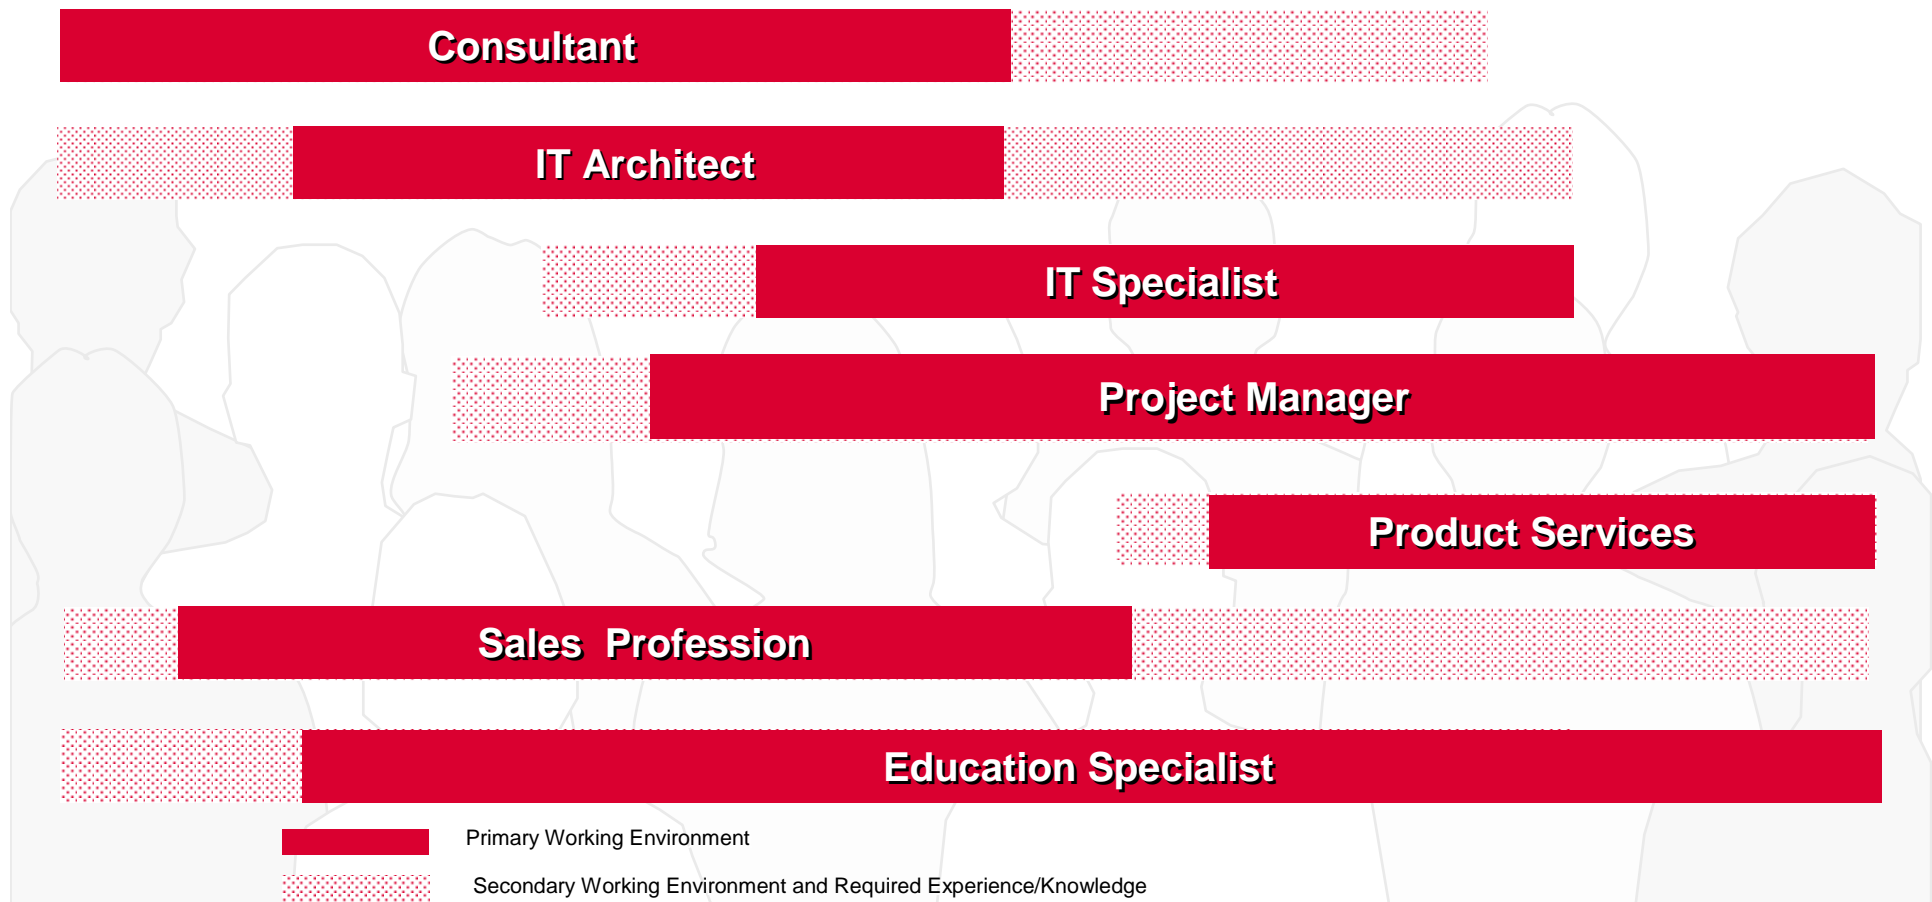 Consultant
IT Architect
IT Specialist
Project Manager
Product Services
Sales  Profession
Education Specialist
Primary Working Environment
Secondary Working Environment and Required Experience/Knowledge